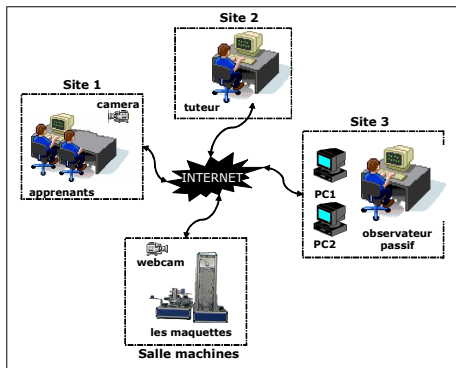 Site 2
tuteur
Site 1
camera
apprenants
Site 3
PC1
PC2
observateur
passif
INTERNET
webcam
les maquettes
Salle machines